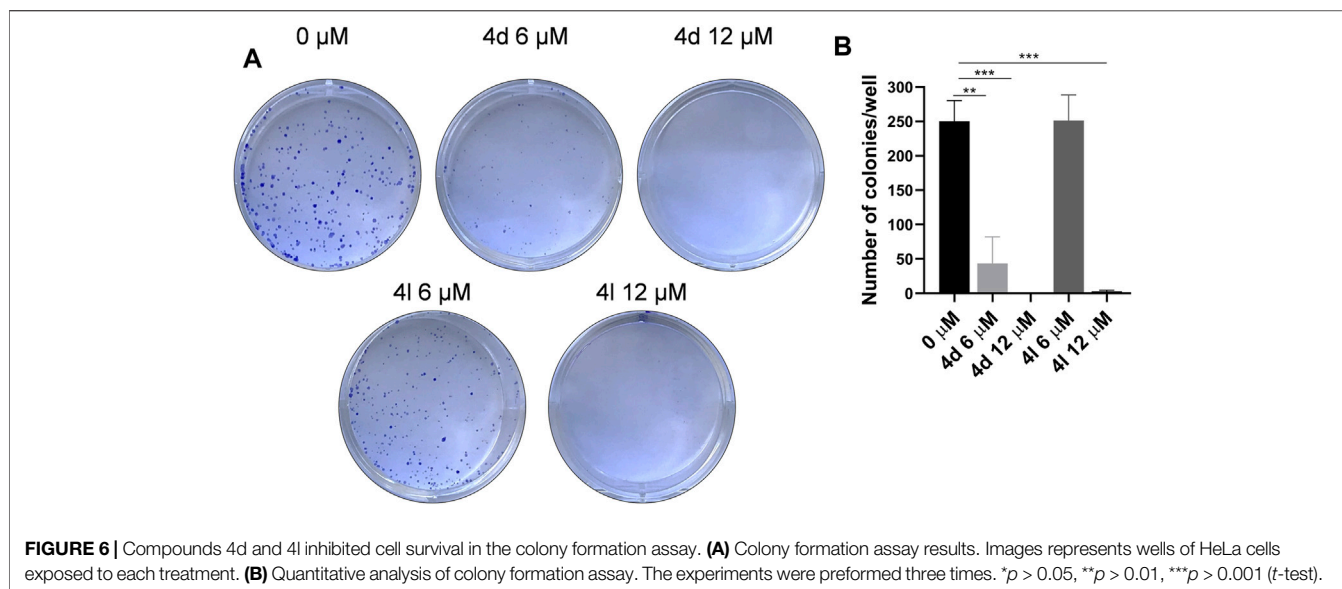 A
0 µM 4d 6 µM 4d 12 µM
4l 6 µM 4l 12 µM
B
***
***
**
Number of colonies/well
300
250
200
150
100
50
0
0 µM 4d 6 µM 4d 12 µM 4l 6 µM 4l 12 µM
FIGURE 6 | Compounds 4d and 4l inhibited cell survival in the colony formation assay. (A) Colony formation assay results. Images represents wells of HeLa cells
exposed to each treatment. (B) Quantitative analysis of colony formation assay. The experiments were preformed three times. *p > 0.05, **p > 0.01, ***p > 0.001 (t-test).